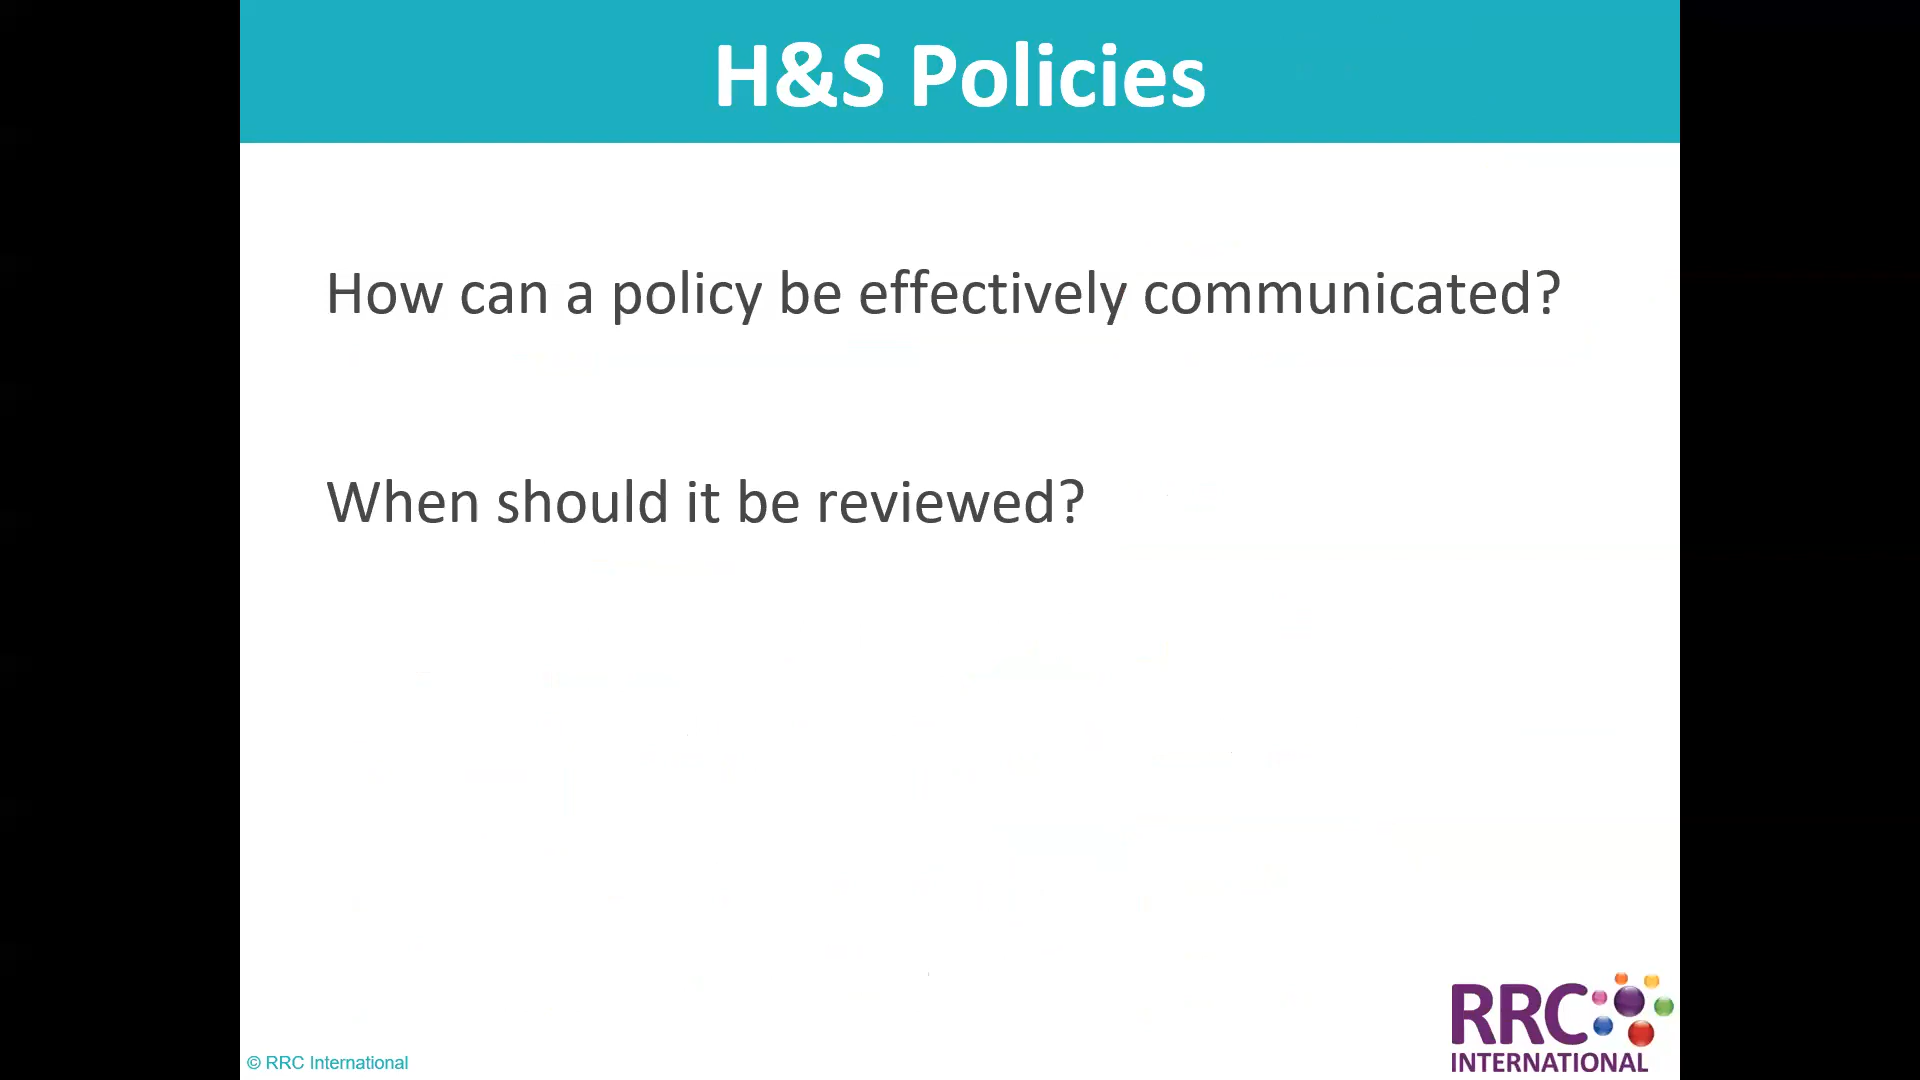 H&S Policies
How can a policy be effectively communicated?
When should it be reviewed?
© RRC International
RRC
INTERNATIONAL